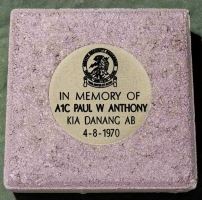 IN MEMORY OF
A1C PAUL W ANTHONY
KIA DANANG AB
4-8-1970